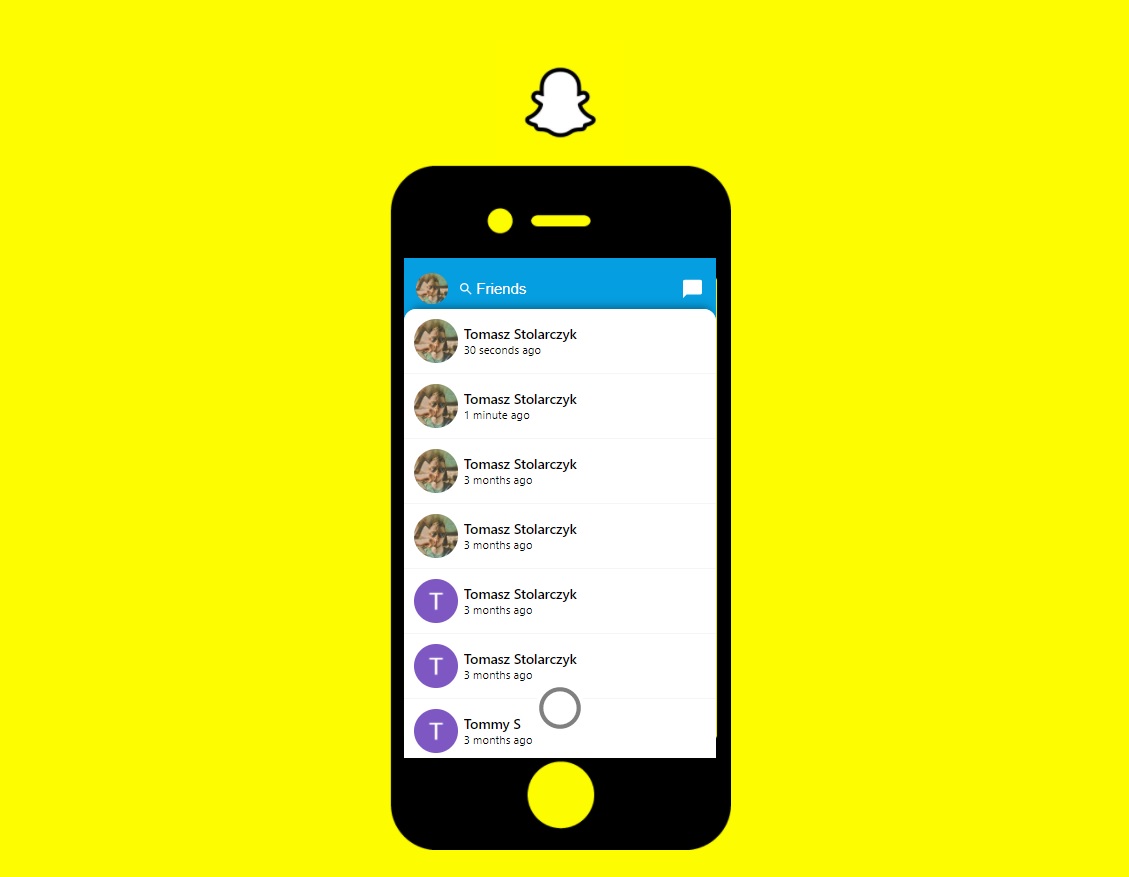 Friends
Tomasz Stolarczyk
30 seconds ago
Tomasz Stolarczyk
1 minute ago
Tomasz Stolarczyk
3 months ago
Tomasz Stolarczyk
3 months ago
T
Tomasz Stolarczyk
3 months ago
T
Tomasz Stolarczyk
3 months ago
T
Tommy S
3 months ago